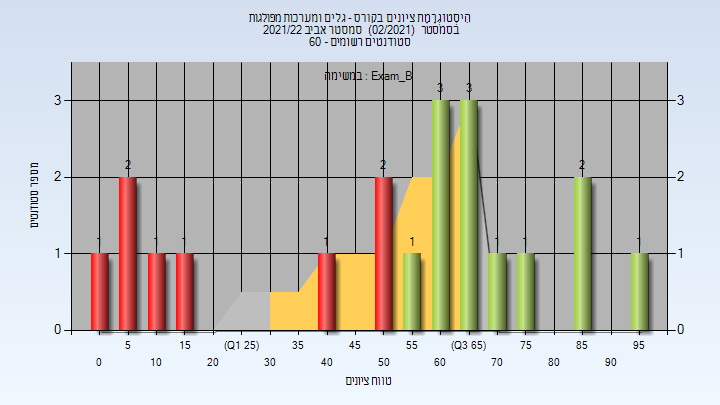 היסטוגרמת ציונים בקורס - גלים ומערכות מפולגות
בסמסטר (02/2021) סמסטר אביב 2021/22
סטודנטים רשומים - 60
במשימה : Exam_B
מספר סטודנטים
3 3
2 2
1 1
0 0
1 2 1 1 1 2 1 3 3 1 1 2 1
5 15 (Q1 25) 35 45 55 (Q3 65) 75 85 95
0 10 20 30 40 50 60 70 80 90
טווח ציונים